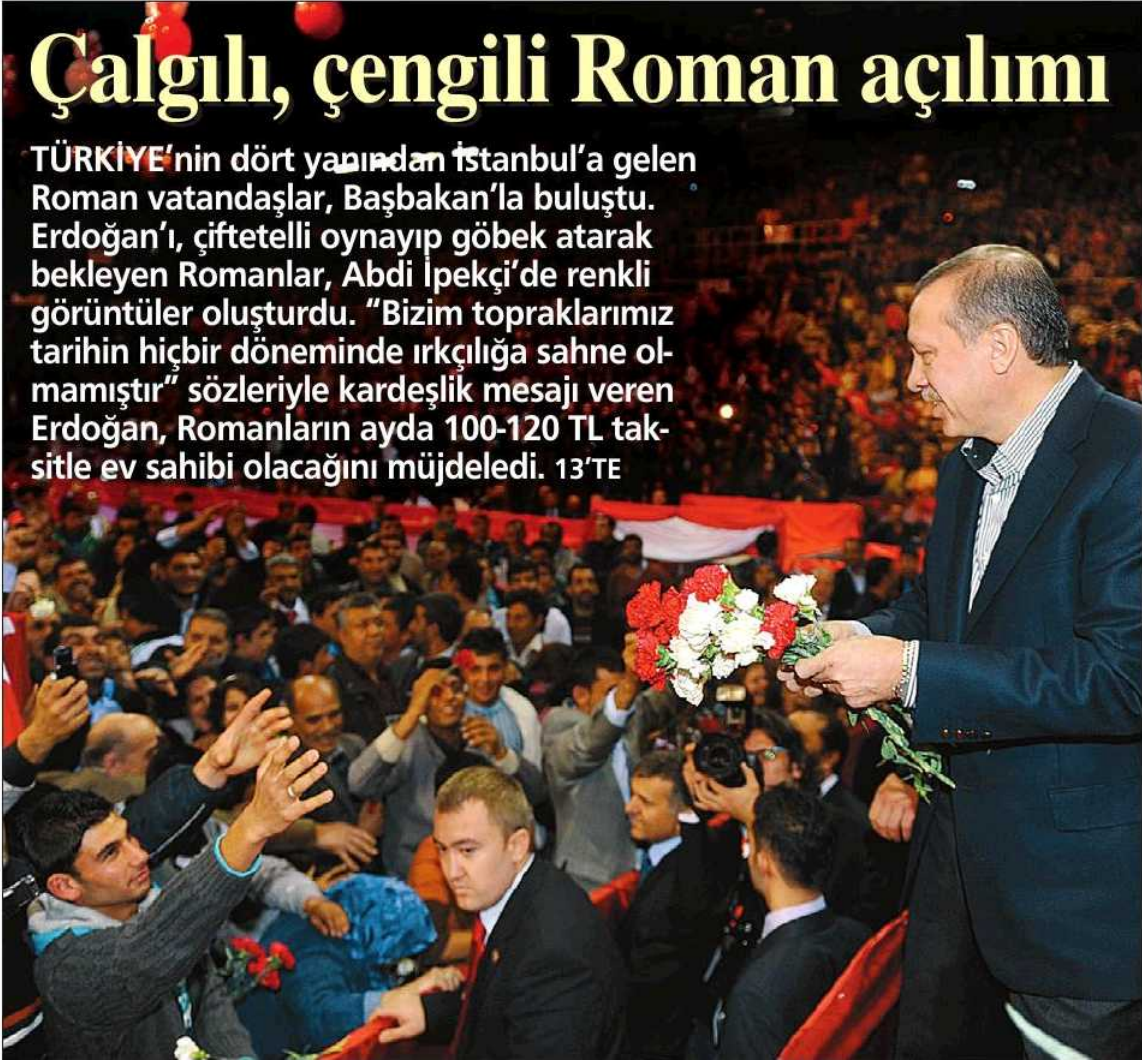 Çalgılı, çengili Roman açılımı
TÜRKİYE’nin dört yanından İstanbul’a gelen
Roman vatandaşlar, Başbakan’la buluştu.
Erdoğan’ı, çiftetelli oynayıp göbek atarak
bekleyen Romanlar, Abdi İpekçi’de renkli
görüntüler oluşturdu. “Bizim topraklarımız
tarihin hiçbir döneminde ırkçılığa sahne ol-
mamıştır” sözleriyle kardeşlik mesajı veren
Erdoğan, Romanların ayda 100-120 TL tak-
sitle ev sahibi olacağını müjdeledi. 13’TE